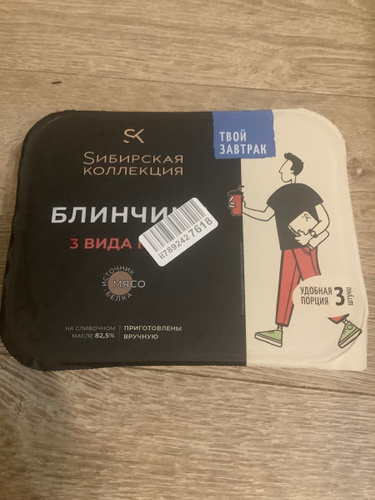 SK
ТВОЙ
ЗАВТРАК
SИБИРСКАЯ
КОЛЛЕКЦИЯ
БЛИНЧИ
3 ВИДА
ii7892427618
ИСТОЧНИК
МЯСО
БЕЛКА
УДОБНАЯ
ПОРЦИЯ
3
штуки
НА СЛИВОЧНОМ
МАСЛЕ 82,5%
ПРИГОТОВЛЕНЫ
ВРУЧНУЮ